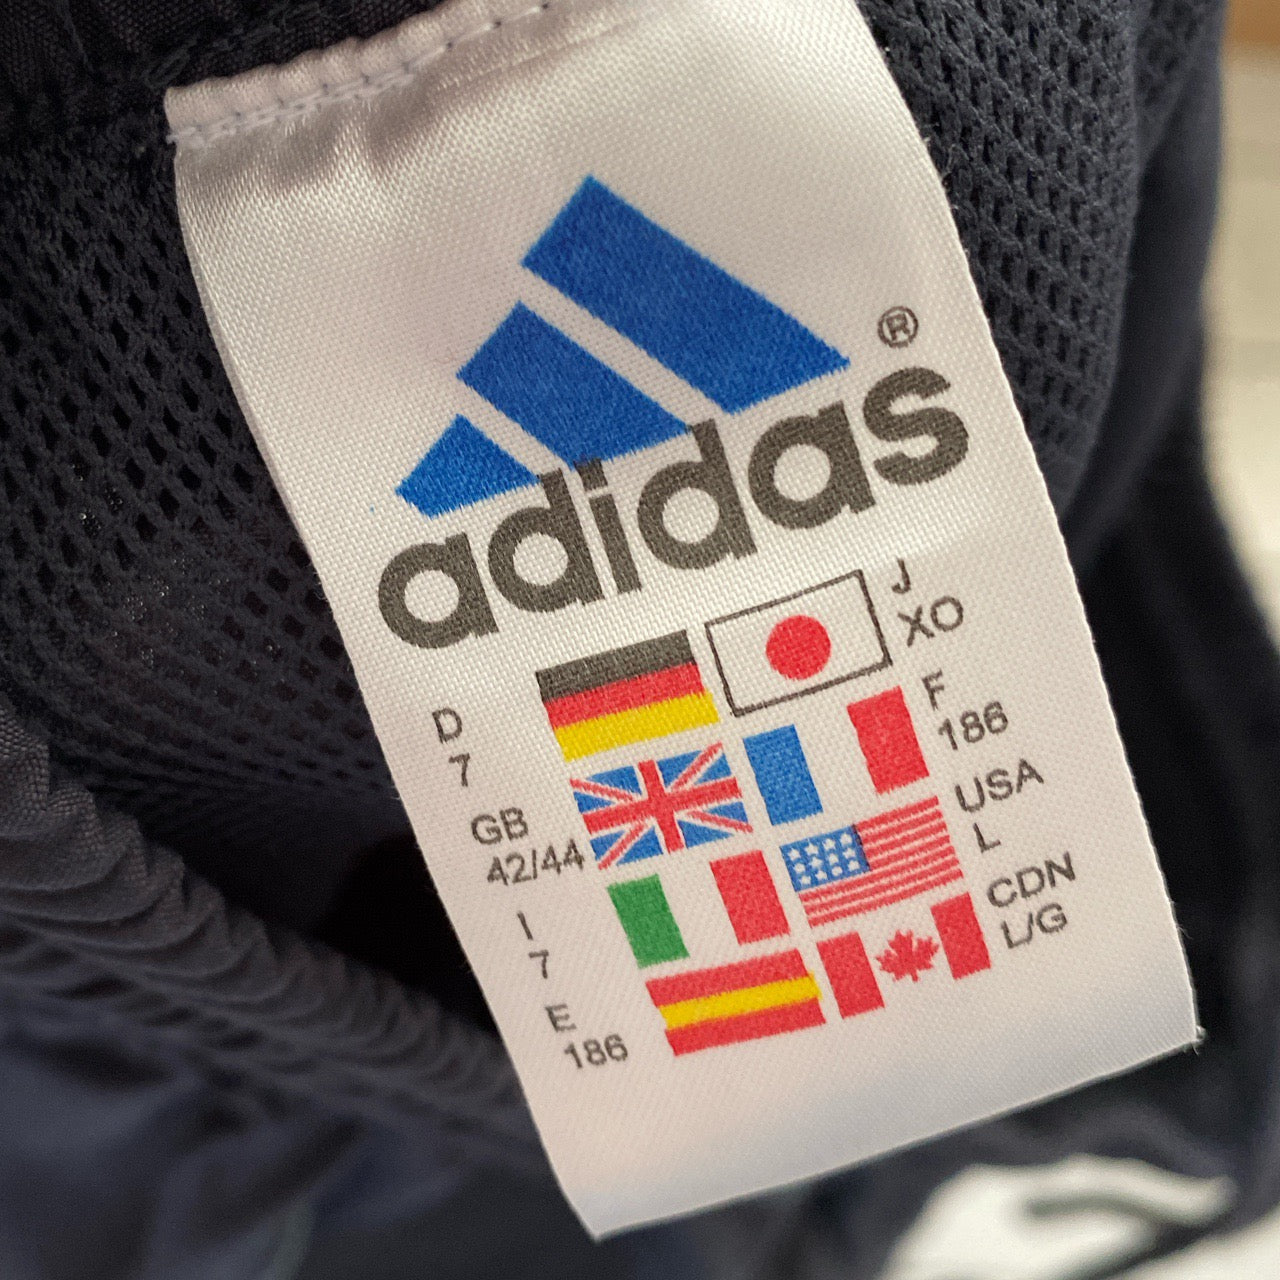 adidas®
D
7
GB
42/44
I
7
E
186
J
XO
F
186
USA
L
CDN
L/G